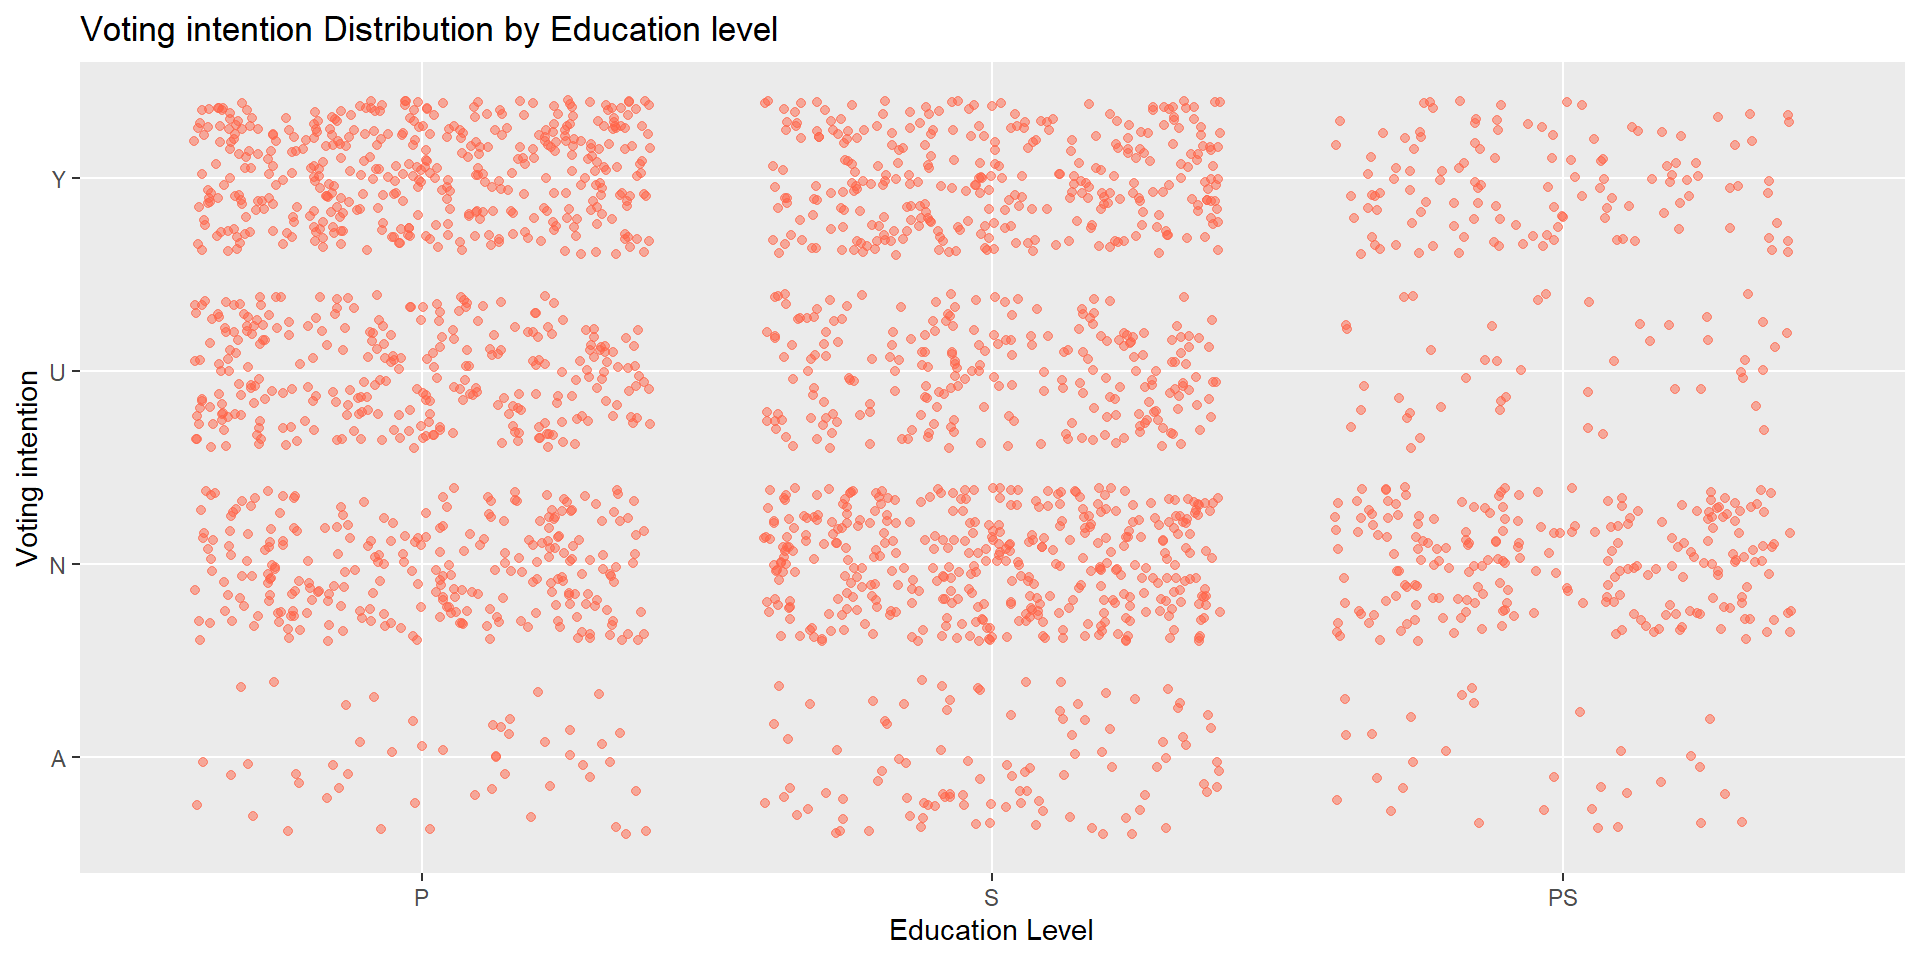 Voting intention Distribution by Education level
Voting intention
Y
U
N
A
P S PS
Education Level